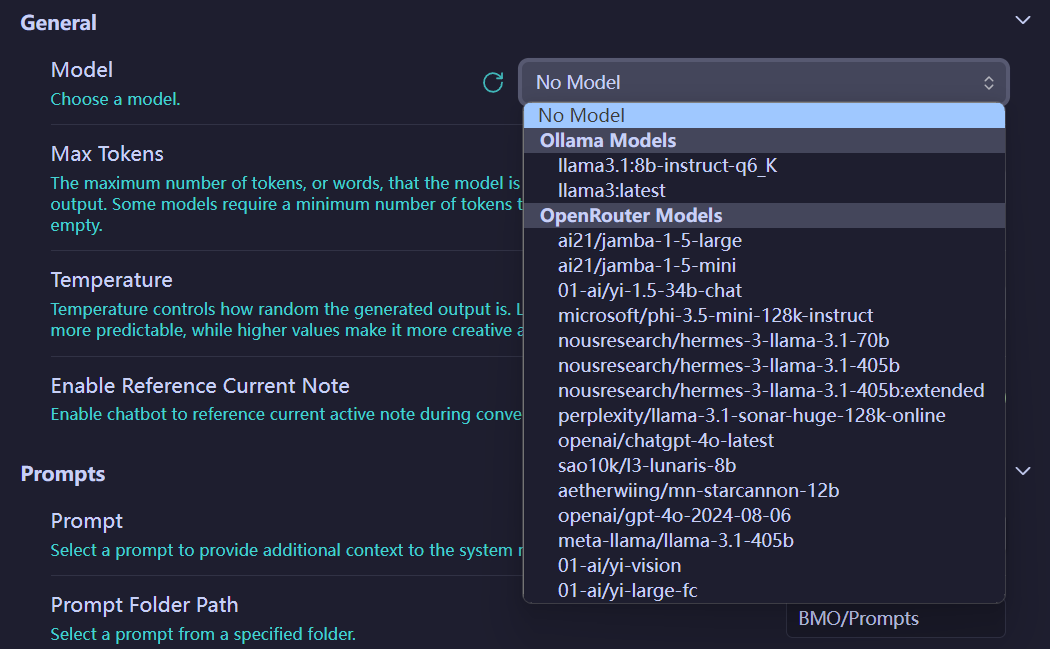 General
Model
Choose a model.
No Model
No Model
Ollama Models
llama3.1:8b-instruct-q6_K
llama3:latest
OpenRouter Models
ai21/jamba-1-5-large
ai21/jamba-1-5-mini
01-ai/yi-1.5-34b-chat
microsoft/phi-3.5-mini-128k-instruct
nousresearch/hermes-3-llama-3.1-70b
nousresearch/hermes-3-llama-3.1-405b
nousresearch/hermes-3-llama-3.1-405b:extended
perplexity/llama-3.1-sonar-huge-128k-online
openai/chatgpt-4o-latest
sao10k/l3-lunaris-8b
aetherwiing/mn-starcannon-12b
openai/gpt-4o-2024-08-06
meta-llama/llama-3.1-405b
01-ai/yi-vision
01-ai/yi-large-fc
Max Tokens
The maximum number of tokens, or words, that the model is
output. Some models require a minimum number of tokens
empty.
Temperature
Temperature controls how random the generated output is.
more predictable, while higher values make it more creative
Enable Reference Current Note
Enable chatbot to reference current active note during conve
Prompts
Prompt
Select a prompt to provide additional context to the system
Prompt Folder Path
Select a prompt from a specified folder.
BMO/Prompts